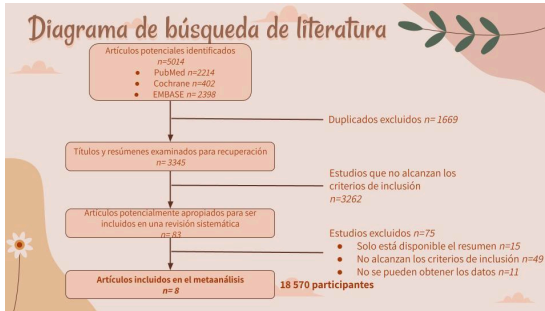 Diagrama de búsqueda de literatura
Artículos potenciales identificados
n=5014
● PubMed n=2214
● Cochrane n=402
● EMBASE n= 2398
Duplicados excluidos n= 1669
Títulos y resúmenes examinados para recuperación
n= 3345
Estudios que no alcanzan los
criterios de inclusión
n=3262
Artículos potencialmente apropiados para ser
incluidos en una revisión sistemática
n= 83
Estudios excluidos n=75
● Solo está disponible el resumen n=15
● No alcanzan los criterios de inclusión n=49
● No se pueden obtener los datos n=11
Artículos incluidos en el metaanálisis
n= 8
18 570 participantes